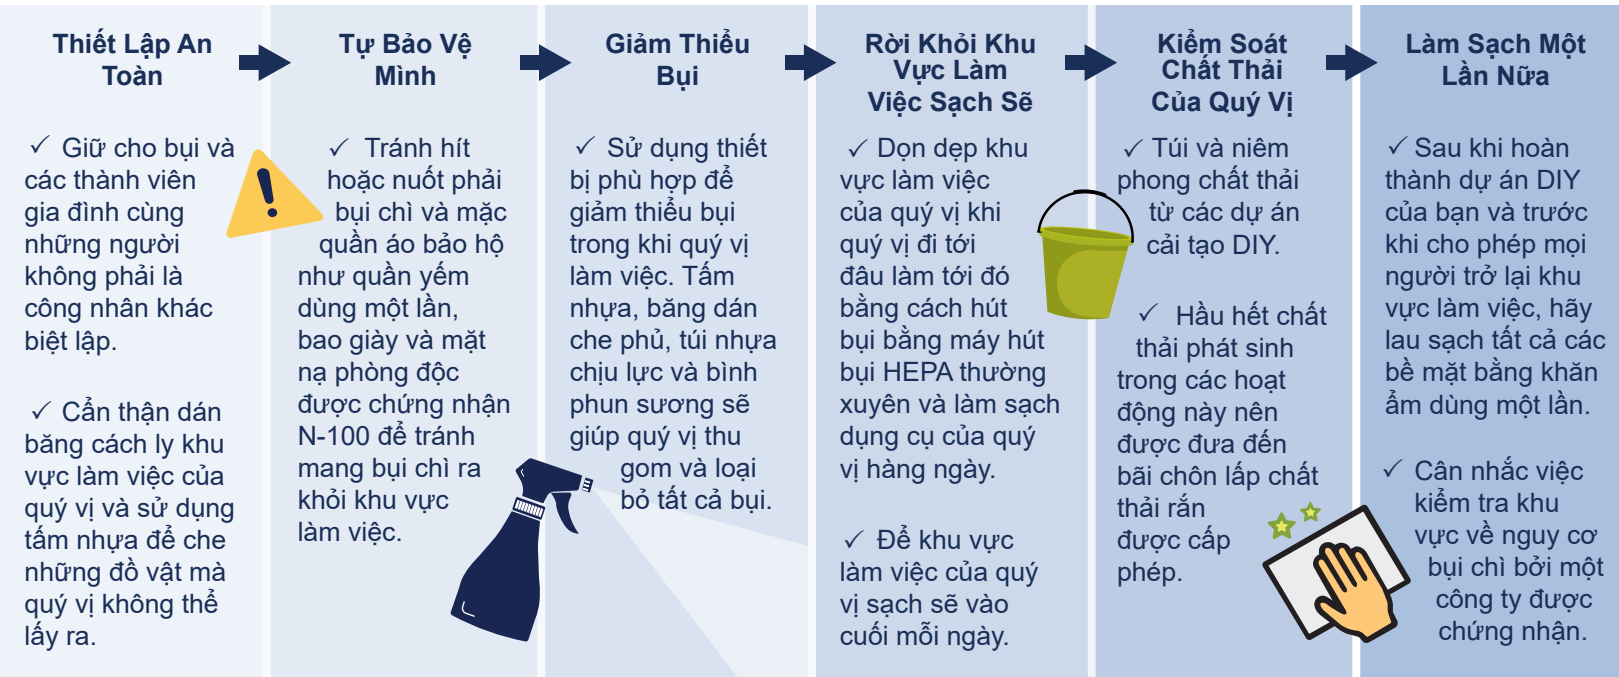 Thiết Lập An
Toàn
✓ Giữ cho bụi và
các thành viên
gia đình cùng
những người
không phải là
công nhân khác
biệt lập.
✓ Cẩn thận dán
băng cách ly khu
vực làm việc của
quý vị và sử dụng
tấm nhựa để che
những đồ vật mà
quý vị không thể
lấy ra.
Tự Bảo Vệ
Mình
✓ Tránh hít
hoặc nuốt phải
bụi chì và mặc
quần áo bảo hộ
như quần yếm
dùng một lần,
bao giày và mặt
nạ phòng độc
được chứng nhận
N-100 để tránh
mang bụi chì ra
khỏi khu vực
làm việc.
Giảm Thiểu
Bụi
✓ Sử dụng thiết
bị phù hợp để
giảm thiểu bụi
trong khi quý vị
làm việc. Tấm
nhựa, băng dán
che phủ, túi nhựa
chịu lực và bình
phun sương sẽ
giúp quý vị thu
gom và loại
bỏ tất cả bụi.
Rời Khỏi Khu
Vực Làm
Việc Sạch Sẽ
✓ Dọn dẹp khu
vực làm việc
của quý vị khi
quý vị đi tới
đâu làm tới đó
bằng cách hút
bụi bằng máy hút
bụi HEPA thường
xuyên và làm sạch
dụng cụ của quý
vị hàng ngày.
✓ Để khu vực
làm việc của quý
vị sạch sẽ vào
cuối mỗi ngày.
Kiểm Soát
Chất Thải
Của Quý Vị
✓ Túi và niêm
phong chất thải
từ các dự án
cải tạo DIY.
✓ Hầu hết chất
thải phát sinh
trong các hoạt
động này nên
được đưa đến
bãi chôn lấp chất
thải rắn
được cấp
phép.
Làm Sạch Một
Lần Nữa
✓ Sau khi hoàn
thành dự án DIY
của bạn và trước
khi cho phép mọi
người trở lại khu
vực làm việc, hãy
lau sạch tất cả các
bề mặt bằng khăn
ẩm dùng một lần.
✓ Cân nhắc việc
kiểm tra khu
vực về nguy cơ
bụi chì bởi một
công ty được
chứng nhận.